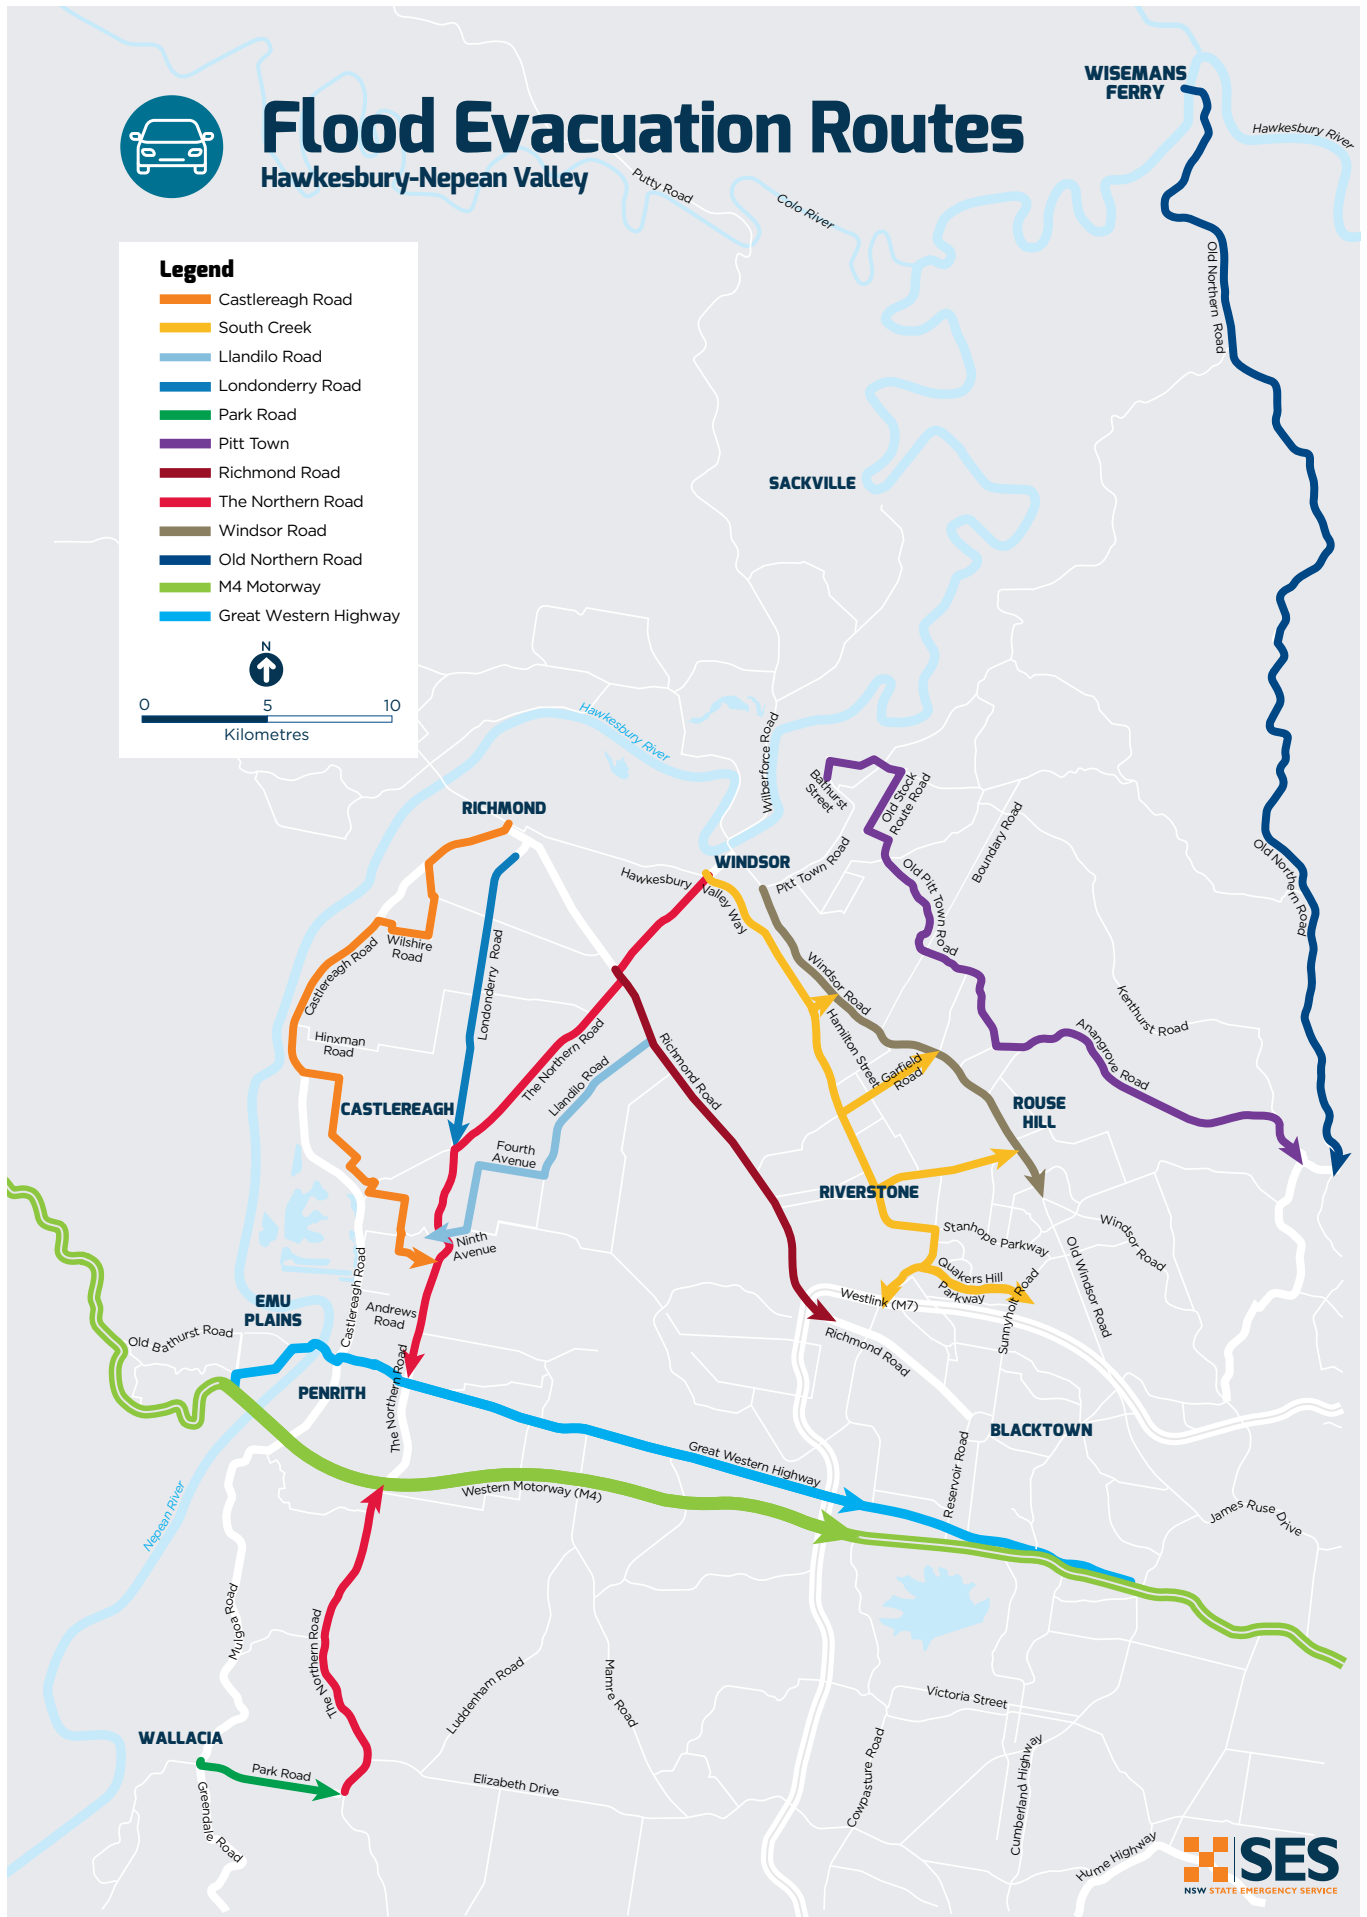 Flood Evacuation Routes
Hawkesbury-Nepean Valley
WISEMANS
FERRY
Hawkesbury River
Putty Road
Colo River
Old Northern Road
Legend
Castlereagh Road
South Creek
Llandilo Road
Londonderry Road
Park Road
Pitt Town
Richmond Road
The Northern Road
Windsor Road
Old Northern Road
M4 Motorway
Great Western Highway
N
0 5 10
Kilometres
SACKVILLE
Hawkesbury River
Wilberforce Road
Bathurst
Street
Old Stock
Route Road
RICHMOND
WINDSOR
Hawkesbury Valley Way
Pitt Town Road
Boundary Road
Old Pitt Town Road
Old Northern Road
Wilshire
Road
Castlereagh Road
Londonderry Road
Windsor Road
Kenthurst Road
Hinxman
Road
The Northern Road
Llandilo Road
Richmond Road
Hamilton Street
Garfield
Road
Anangrove Road
CASTLEREAGH
ROUSE
HILL
Fourth
Avenue
RIVERSTONE
Ninth
Avenue
Stanhope Parkway
Windsor Road
Old Windsor Road
Quakers Hill
Parkway
Sunnyholt Road
Castlereagh Road
EMU
PLAINS
Andrews
Road
Westlink (M7)
Old Bathurst Road
Richmond Road
PENRITH
The Northern Road
BLACKTOWN
Great Western Highway
Reservoir Road
Western Motorway (M4)
Nepean River
James Ruse Drive
Mulgoa Road
The Northern Road
Luddenham Road
Mamre Road
Victoria Street
WALLACIA
Park Road
Elizabeth Drive
Cowpasture Road
Cumberland Highway
Greendale Road
Hume Highway
SES
NSW STATE EMERGENCY SERVICE